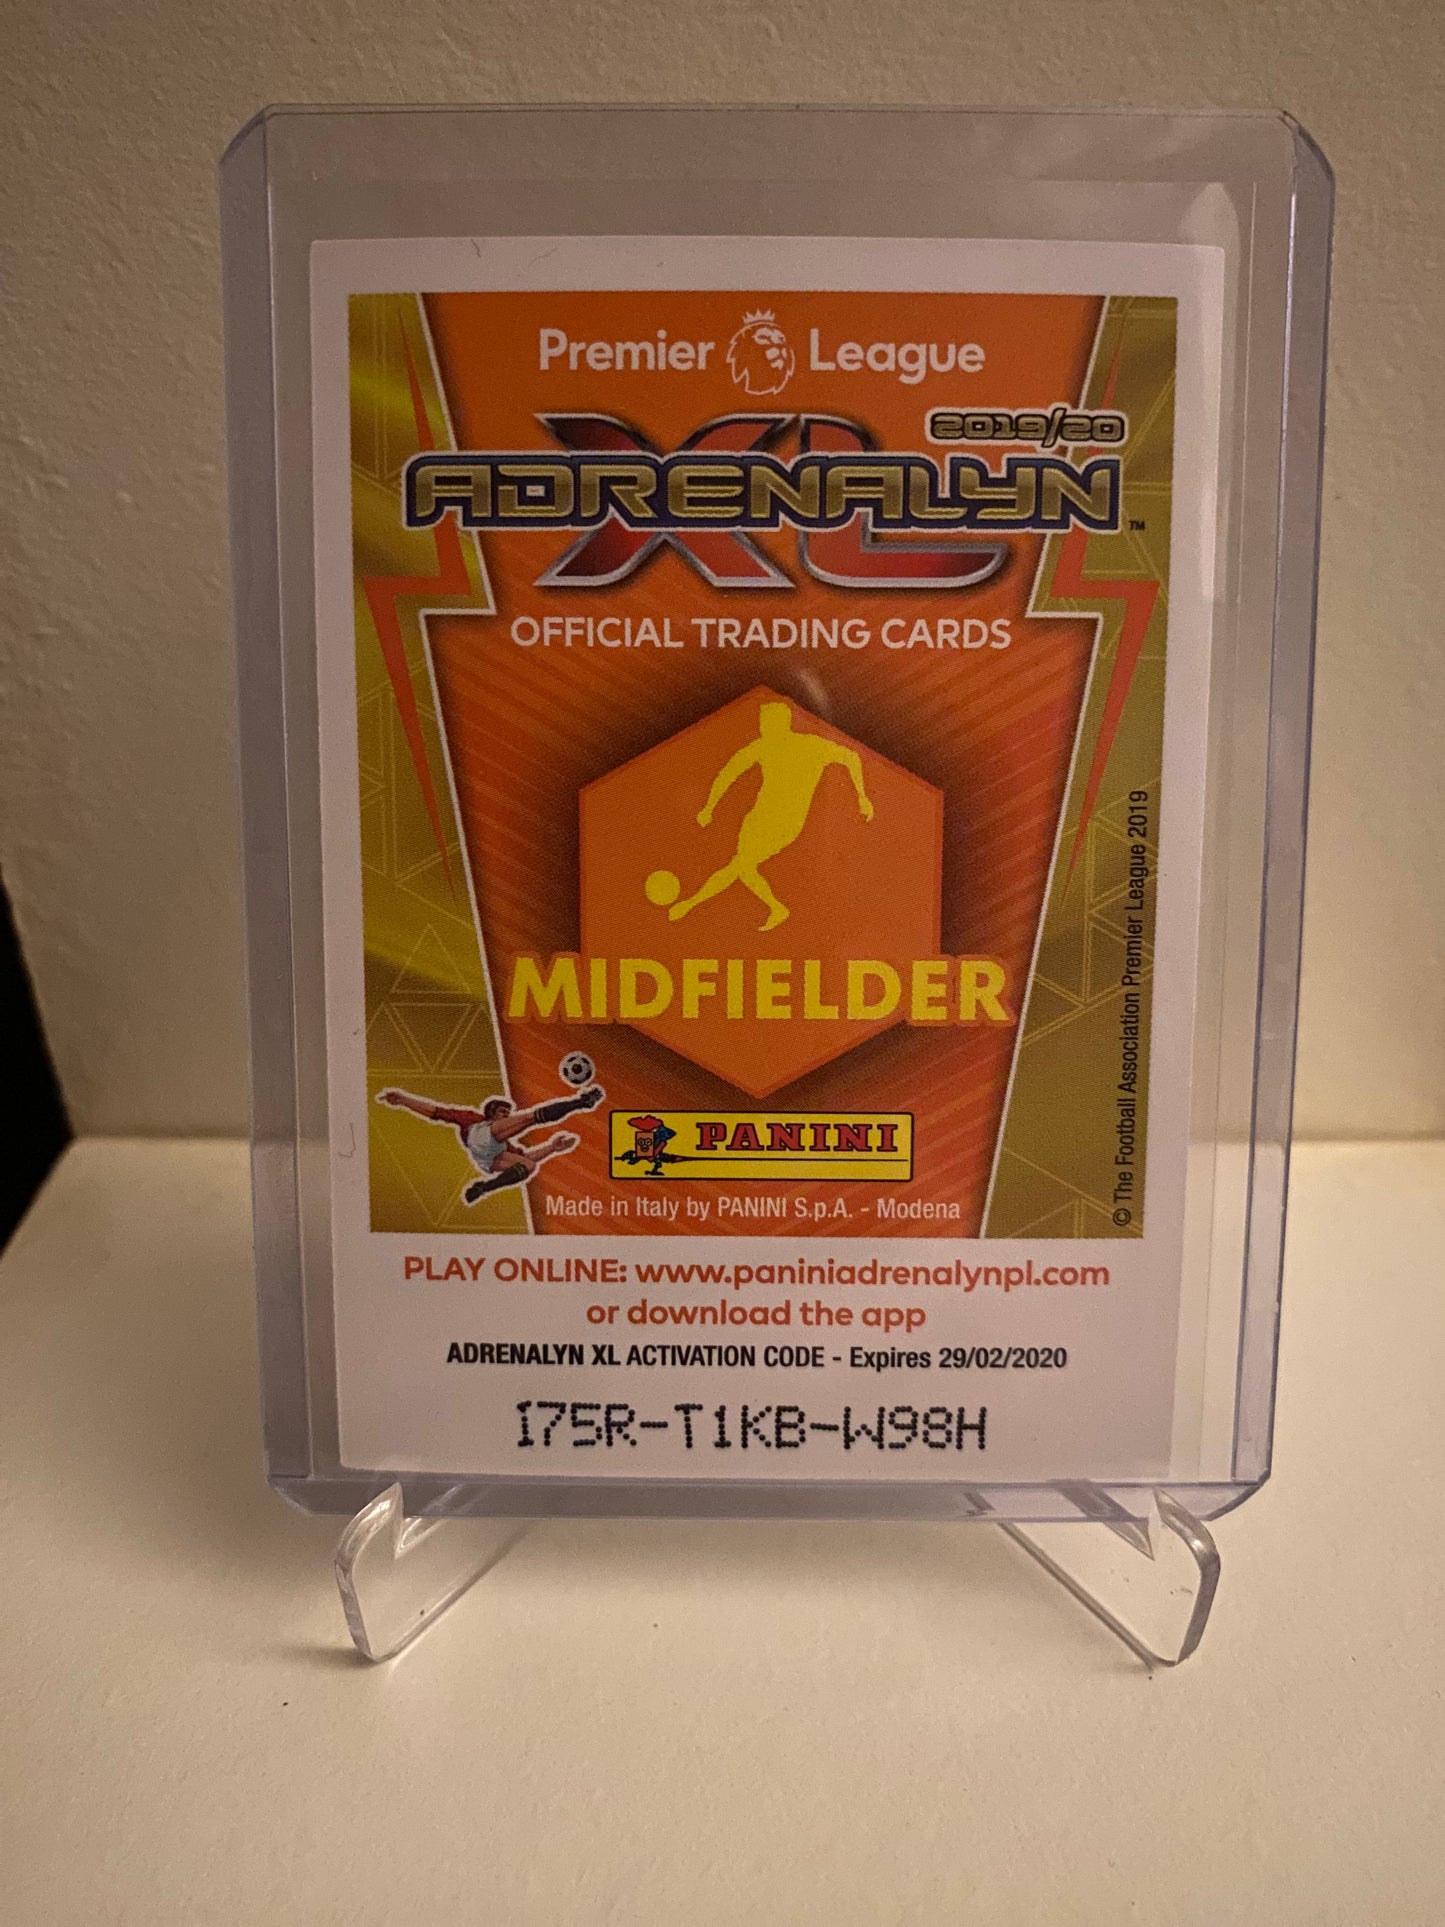 Premier League
2019/20
ADRENALYN
XL
TM
OFFICIAL TRADING CARDS
MIDFIELDER
PANINI
Made in Italy by PANINI S.p.A. - Modena
© The Football Association Premier League 2019
PLAY ONLINE: www.paniniadrenalynpl.com
or download the app
ADRENALYN XL ACTIVATION CODE - Expires 29/02/2020
I75R-T1KB-W98H